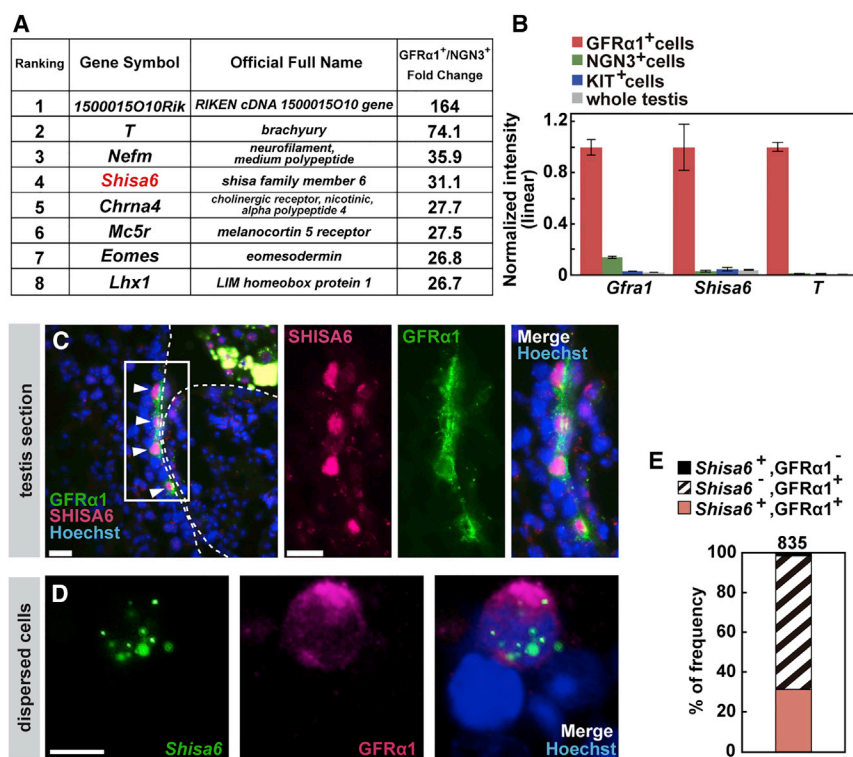 A
Ranking Gene Symbol Official Full Name GFRα1+/NGN3+ Fold Change
1 1500015O10Rik RIKEN cDNA 1500015O10 gene 164
2 T brachyury 74.1
3 Nefm neurofilament, medium polypeptide 35.9
4 Shisa6 shisa family member 6 31.1
5 Chrna4 cholinergic receptor, nicotinic, alpha polypeptide 4 27.7
6 Mc5r melanocortin 5 receptor 27.5
7 Eomes eomesodermin 26.8
8 Lhx1 LIM homeobox protein 1 26.7
B
GFRα1+cells
NGN3+cells
KIT+cells
whole testis
Normalized intensity
(linear)
1.2
0.8
0.4
0
Gfra1 Shisa6 T
testis section
C
GFRα1
SHISA6
Hoechst
SHISA6
GFRα1
Merge
Hoechst
dispersed cells
D
Shisa6
GFRα1
Merge
Hoechst
E
Shisa6+,GFRα1-
Shisa6-,GFRα1+
Shisa6+,GFRα1+
835
% of frequency
100
80
60
40
20
0